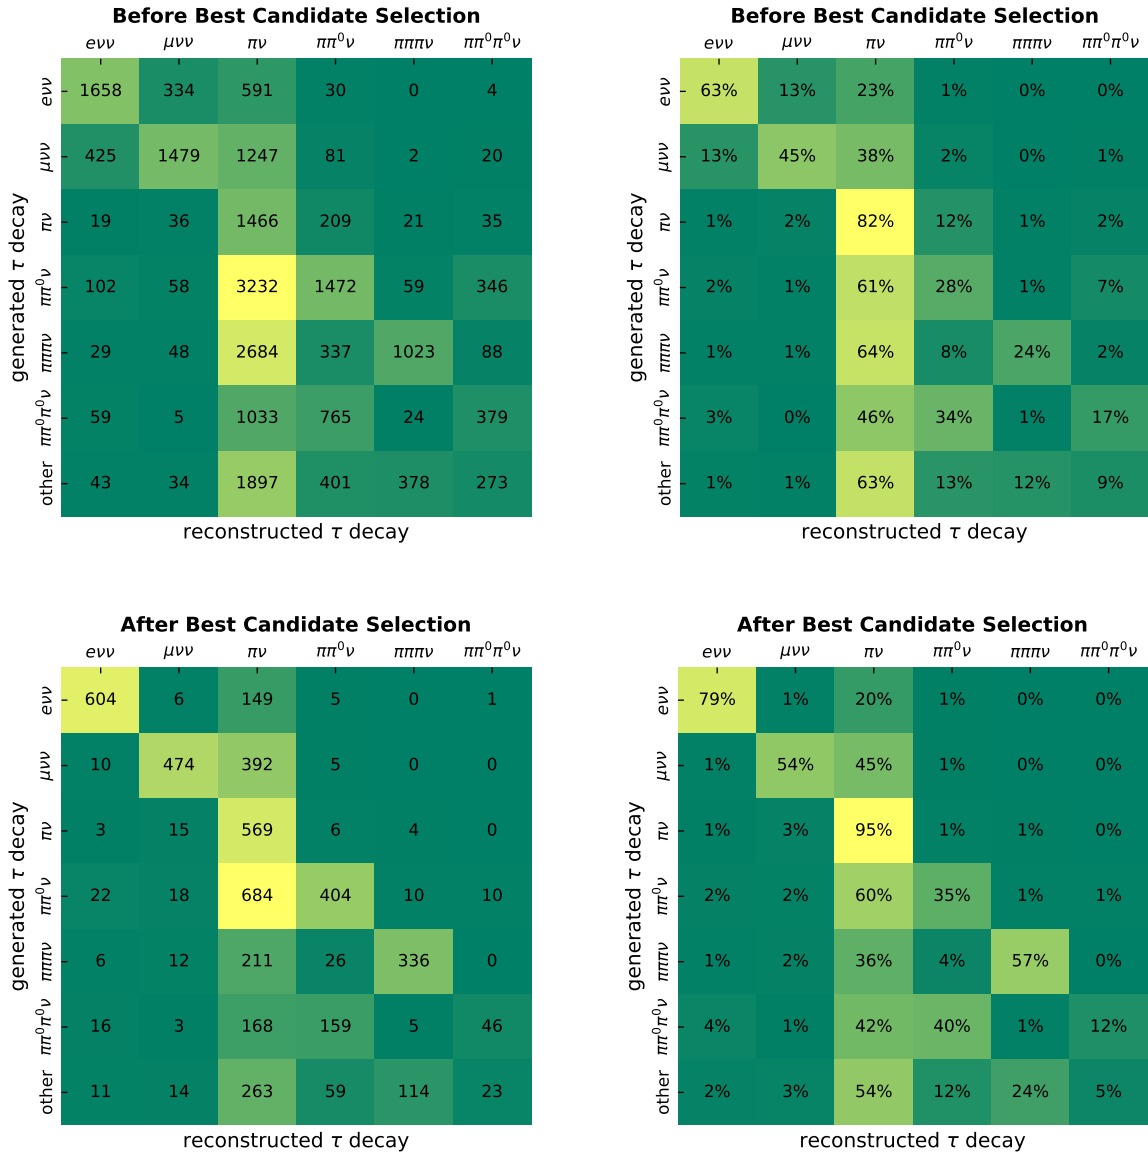 Before Best Candidate Selection
eνν μνν πν ππ⁰ν πππν ππ⁰π⁰ν
generated τ decay
eνν 1658 334 591 30 0 4
μνν 425 1479 1247 81 2 20
πν 19 36 1466 209 21 35
ππ⁰ν 102 58 3232 1472 59 346
πππν 29 48 2684 337 1023 88
ππ⁰π⁰ν 59 5 1033 765 24 379
other 43 34 1897 401 378 273
reconstructed τ decay
Before Best Candidate Selection
eνν μνν πν ππ⁰ν πππν ππ⁰π⁰ν
generated τ decay
eνν 63% 13% 23% 1% 0% 0%
μνν 13% 45% 38% 2% 0% 1%
πν 1% 2% 82% 12% 1% 2%
ππ⁰ν 2% 1% 61% 28% 1% 7%
πππν 1% 1% 64% 8% 24% 2%
ππ⁰π⁰ν 3% 0% 46% 34% 1% 17%
other 1% 1% 63% 13% 12% 9%
reconstructed τ decay
After Best Candidate Selection
eνν μνν πν ππ⁰ν πππν ππ⁰π⁰ν
generated τ decay
eνν 604 6 149 5 0 1
μνν 10 474 392 5 0 0
πν 3 15 569 6 4 0
ππ⁰ν 22 18 684 404 10 10
πππν 6 12 211 26 336 0
ππ⁰π⁰ν 16 3 168 159 5 46
other 11 14 263 59 114 23
reconstructed τ decay
After Best Candidate Selection
eνν μνν πν ππ⁰ν πππν ππ⁰π⁰ν
generated τ decay
eνν 79% 1% 20% 1% 0% 0%
μνν 1% 54% 45% 1% 0% 0%
πν 1% 3% 95% 1% 1% 0%
ππ⁰ν 2% 2% 60% 35% 1% 1%
πππν 1% 2% 36% 4% 57% 0%
ππ⁰π⁰ν 4% 1% 42% 40% 1% 12%
other 2% 3% 54% 12% 24% 5%
reconstructed τ decay